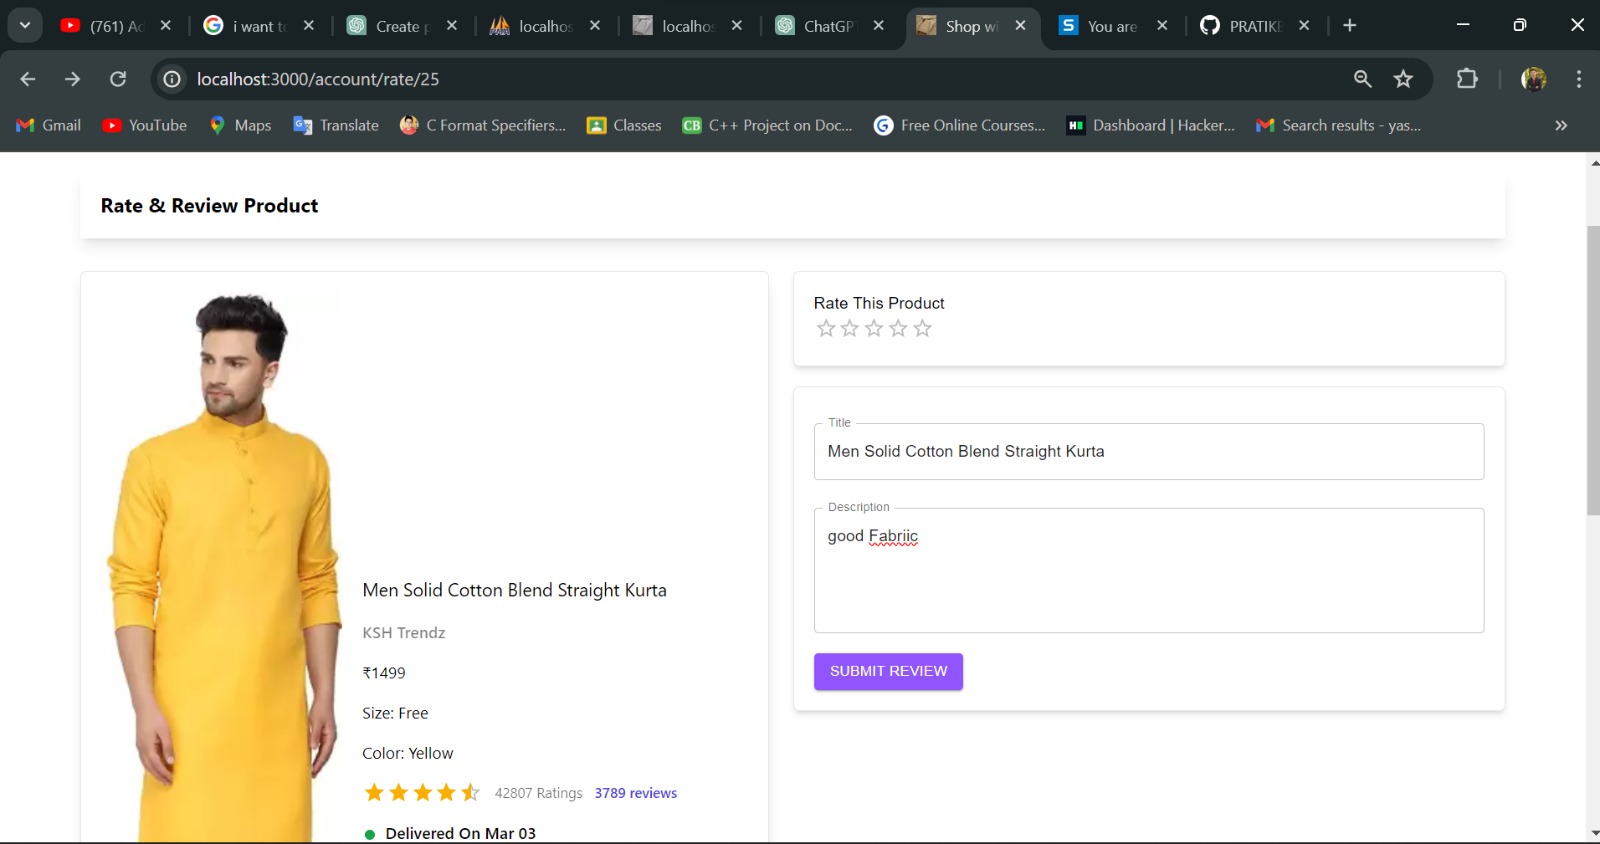 (761) Ad
i want to
Create p
localhos
localhos
ChatGP
Shop wi
You are
PRATIKE
localhost:3000/account/rate/25
Gmail
YouTube
Maps
Translate
C Format Specifiers...
Classes
CB C++ Project on Doc...
Free Online Courses...
Dashboard | Hacker...
Search results - yas...
Rate & Review Product
Rate This Product
Title
Men Solid Cotton Blend Straight Kurta
Description
good Fabriic
SUBMIT REVIEW
Men Solid Cotton Blend Straight Kurta
KSH Trendz
₹1499
Size: Free
Color: Yellow
42807 Ratings 3789 reviews
Delivered On Mar 03